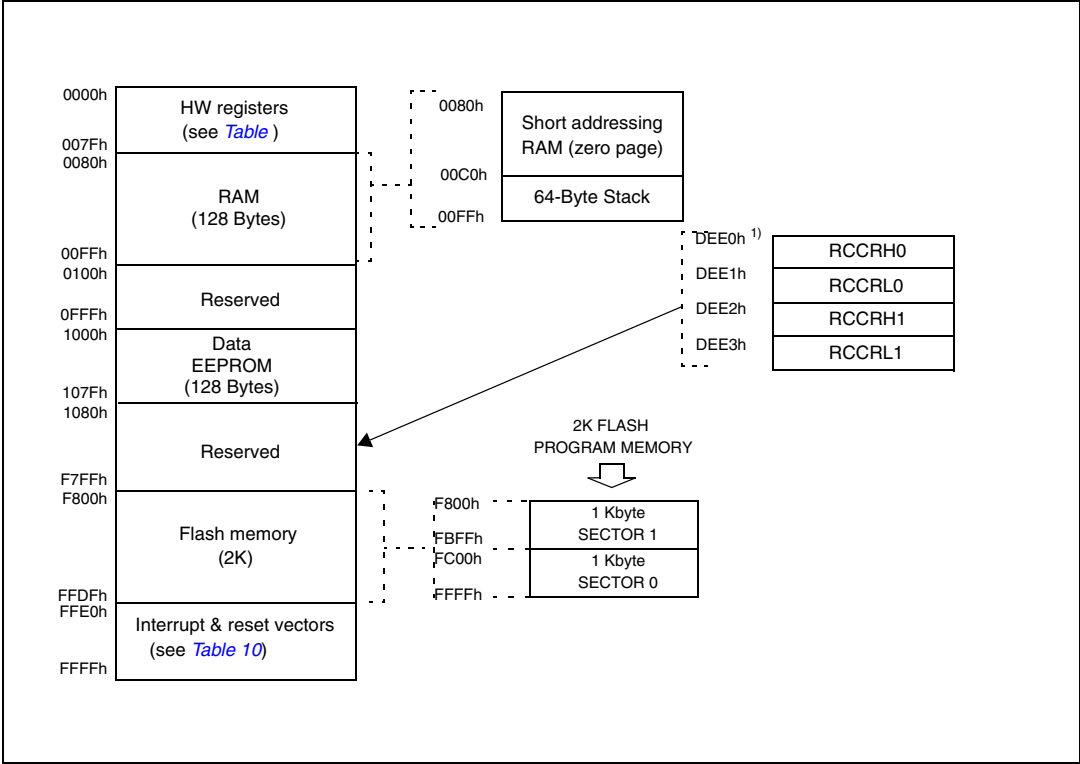 0000h
HW registers
(see Table )
007Fh
0080h
RAM
(128 Bytes)
00FFh
0100h
Reserved
0FFFh
1000h
Data
EEPROM
(128 Bytes)
107Fh
1080h
Reserved
F7FFh
F800h
Flash memory
(2K)
FFDFh
FFE0h
Interrupt & reset vectors
(see Table 10)
FFFFh
0080h
Short addressing
RAM (zero page)
00C0h
64-Byte Stack
00FFh
DEE0h 1)
RCCRH0
DEE1h
RCCRL0
DEE2h
RCCRH1
DEE3h
RCCRL1
2K FLASH
PROGRAM MEMORY
F800h
1 Kbyte
SECTOR 1
FBFFh
FC00h
1 Kbyte
SECTOR 0
FFFFh